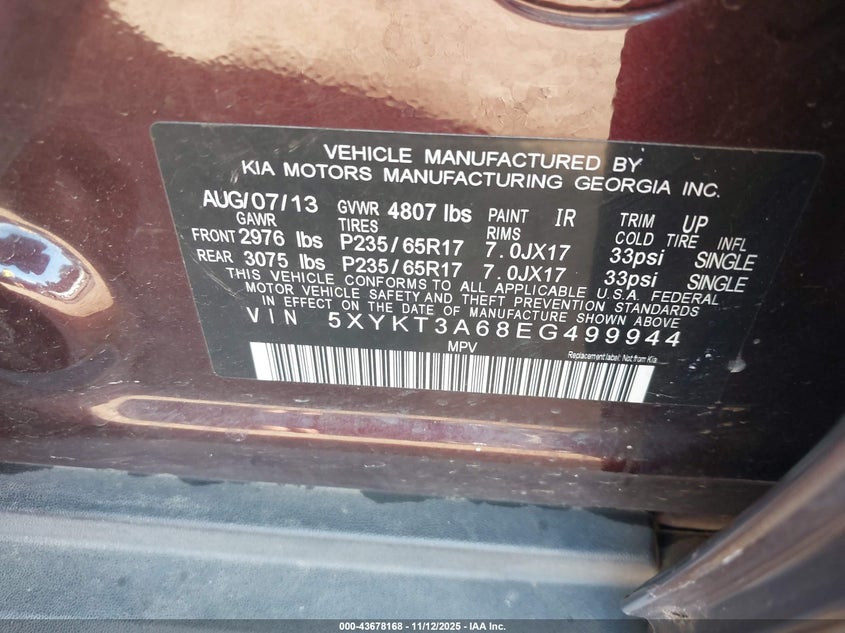 VEHICLE MANUFACTURED BY
KIA MOTORS MANUFACTURING GEORGIA INC.
AUG/07/13 GVWR 4807 lbs PAINT IR TRIM UP
GAWR TIRES RIMS COLD TIRE INFL
FRONT 2976 lbs P235/65R17 7.0JX17 33psi SINGLE
REAR 3075 lbs P235/65R17 7.0JX17 33psi SINGLE
THIS VEHICLE CONFORMS TO ALL APPLICABLE U.S.A. FEDERAL
MOTOR VEHICLE SAFETY AND THEFT PREVENTION STANDARDS
IN EFFECT ON THE DATE OF MANUFACTURE SHOWN ABOVE
VIN 5XYKT3A68EG499944
MPV
Replacement label: Not from Kia
000-43678168 - 11/12/2025 - IAA Inc.